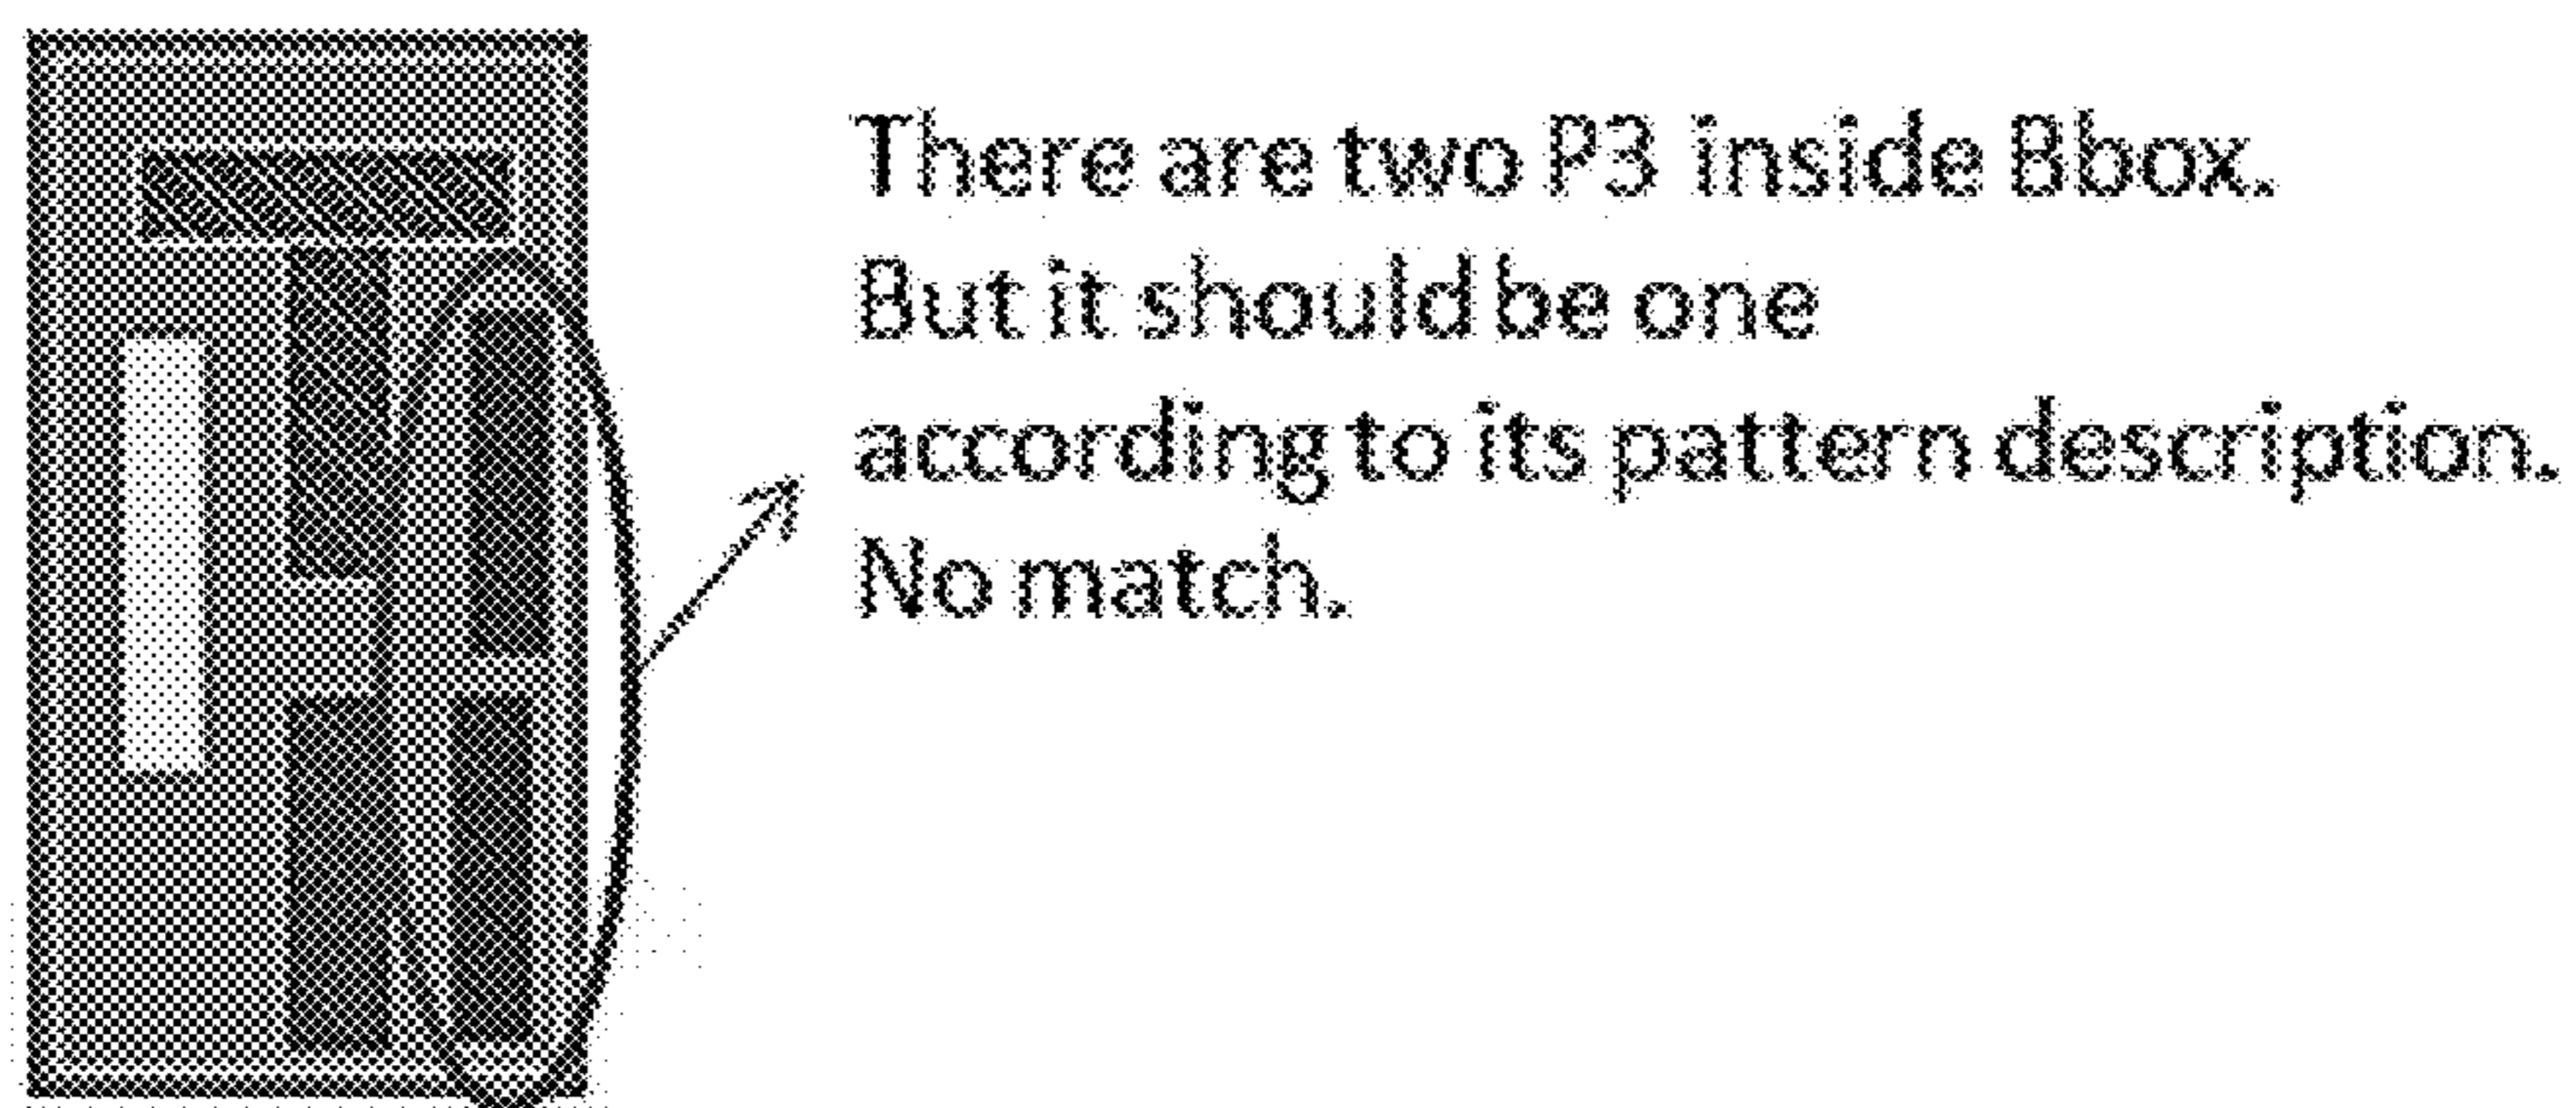 There are two P3 inside Bbox.
But it should be one
according to its pattern description.
No match.